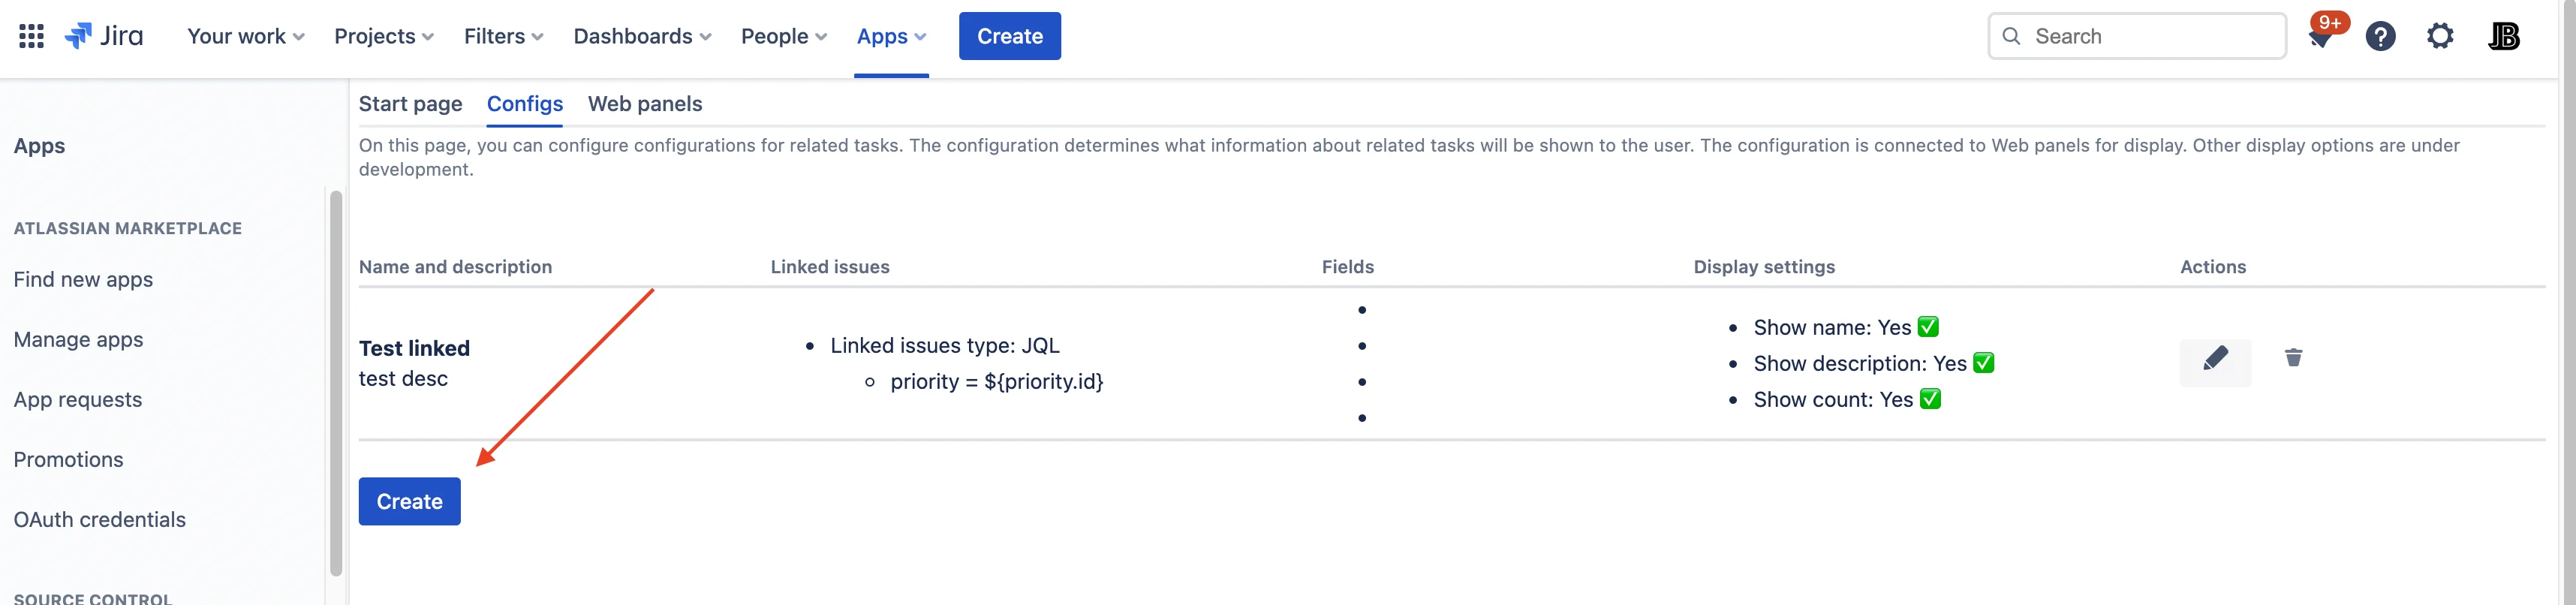 Jira Your work Projects Filters Dashboards People Apps Create Search 9+ ? JB
Start page Configs Web panels
Apps
On this page, you can configure configurations for related tasks. The configuration determines what information about related tasks will be shown to the user. The configuration is connected to Web panels for display. Other display options are under
development.
ATLASSIAN MARKETPLACE
Find new apps
Manage apps
App requests
Promotions
OAuth credentials
SOURCE CONTROL
Name and description Linked issues Fields Display settings Actions
Test linked
test desc
• Linked issues type: JQL
◦ priority = ${priority.id}
•
•
•
•
• Show name: Yes ✅
• Show description: Yes ✅
• Show count: Yes ✅
Create